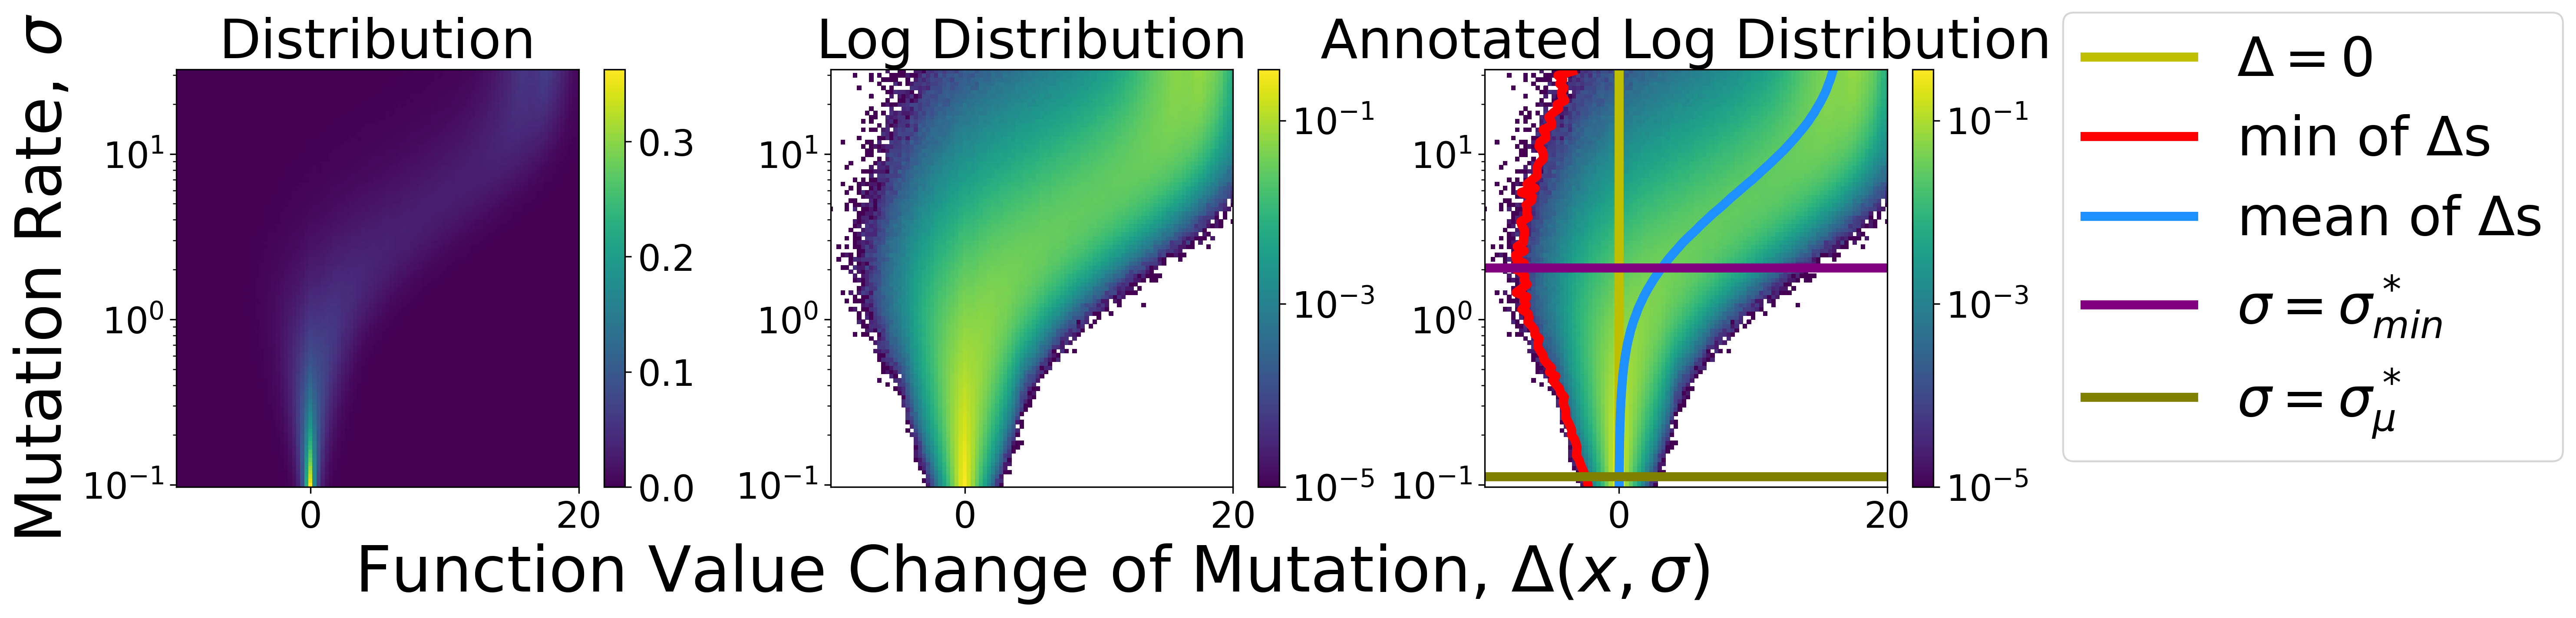 Distribution
Log Distribution
Annotated Log Distribution
Mutation Rate, σ
10¹
10⁰
10⁻¹
0
20
0.3
0.2
0.1
0.0
10¹
10⁰
10⁻¹
0
20
10⁻¹
10⁻³
10⁻⁵
10¹
10⁰
10⁻¹
0
20
10⁻¹
10⁻³
10⁻⁵
Δ = 0
min of Δs
mean of Δs
σ = σ*min
σ = σ*μ
Function Value Change of Mutation, Δ(x, σ)